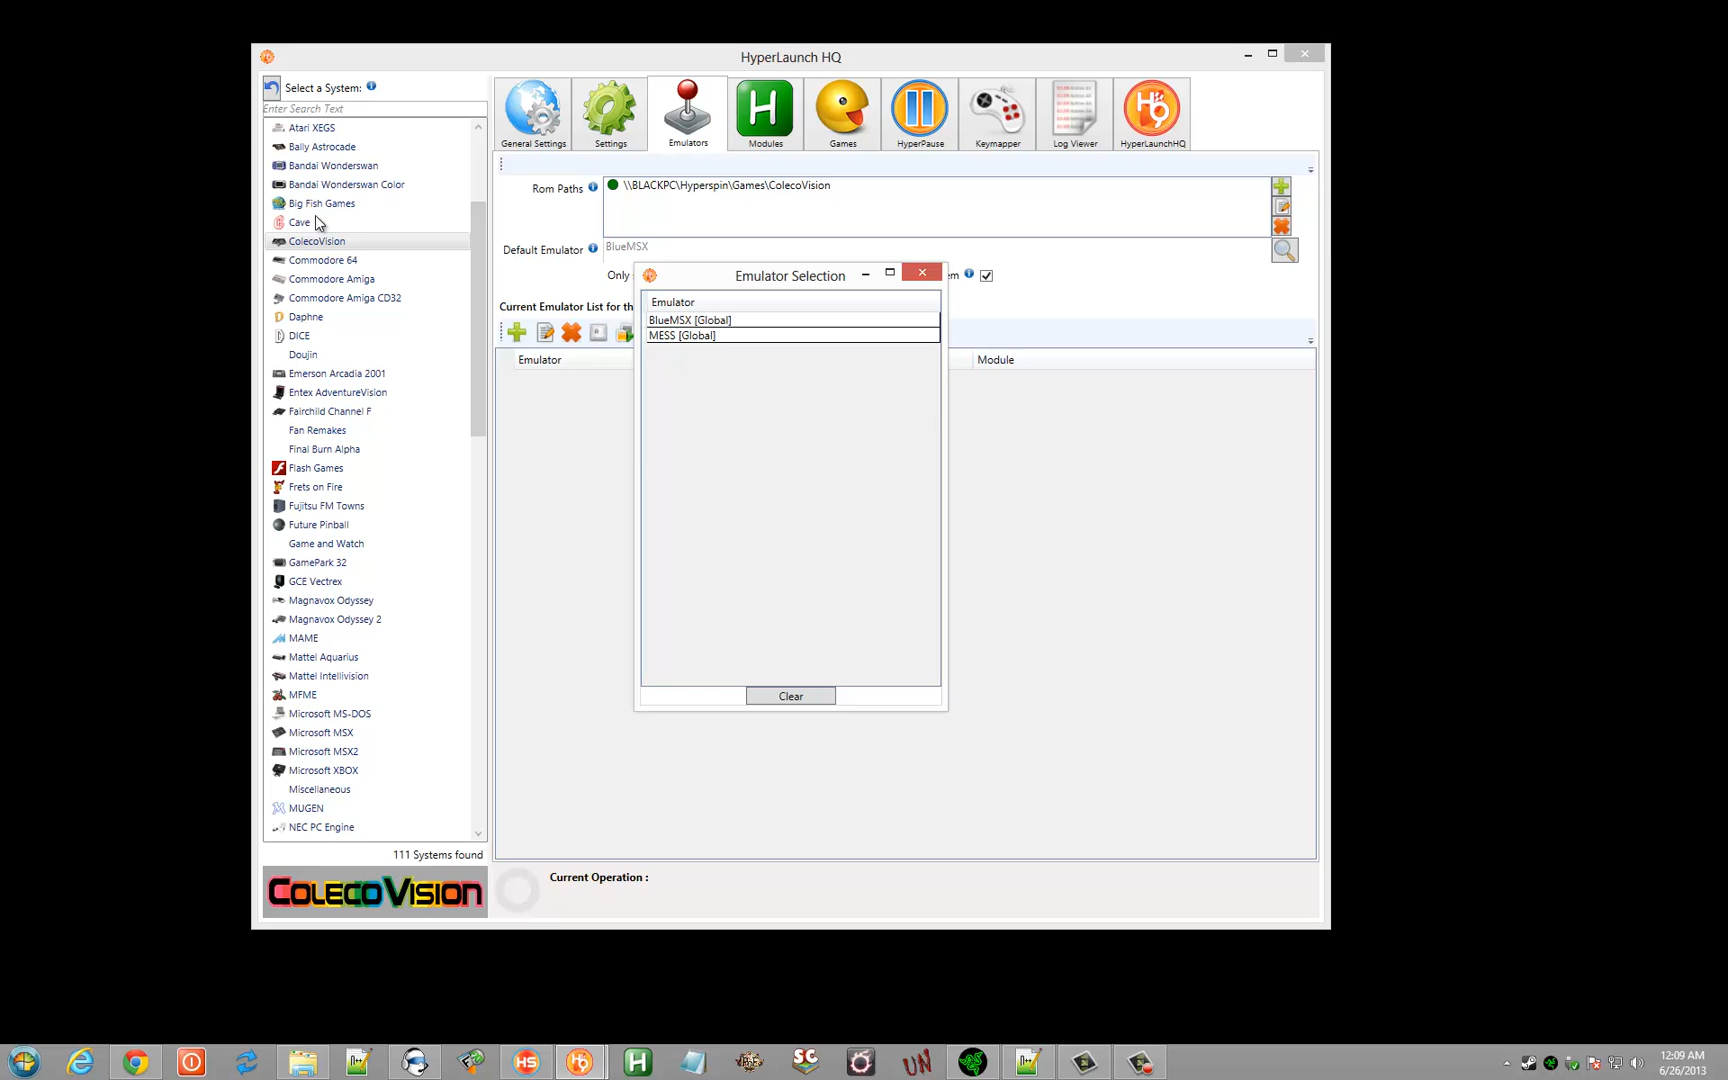 HyperLaunch HQ
Select a System:
Enter Search Text
Atari XEGS
Bally Astrocade
Bandai Wonderswan
Bandai Wonderswan Color
Big Fish Games
Cave
ColecoVision
Commodore 64
Commodore Amiga
Commodore Amiga CD32
Daphne
DICE
Doujin
Emerson Arcadia 2001
Entex AdventureVision
Fairchild Channel F
Fan Remakes
Final Burn Alpha
Flash Games
Frets on Fire
Fujitsu FM Towns
Future Pinball
Game and Watch
GamePark 32
GCE Vectrex
Magnavox Odyssey
Magnavox Odyssey 2
MAME
Mattel Aquarius
Mattel Intellivision
MFME
Microsoft MS-DOS
Microsoft MSX
Microsoft MSX2
Microsoft XBOX
Miscellaneous
MUGEN
NEC PC Engine
111 Systems found
COLECOVISION
General Settings
Settings
Emulators
Modules
Games
HyperPause
Keymapper
Log Viewer
HyperLaunchHQ
Rom Paths
\\BLACKPC\Hyperspin\Games\ColecoVision
Default Emulator
BlueMSX
Only
Current Emulator List for th
Emulator
Module
Emulator Selection
Emulator
BlueMSX [Global]
MESS [Global]
Clear
Current Operation :
12:09 AM
6/26/2013